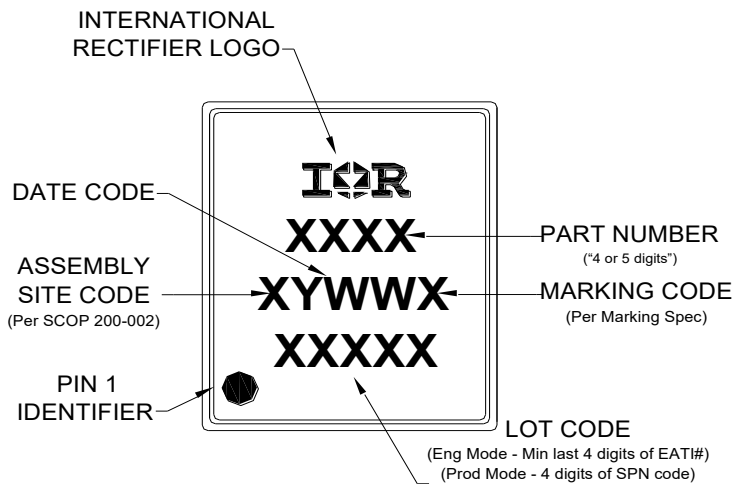 INTERNATIONAL
RECTIFIER LOGO
IOR
DATE CODE
XXXX
PART NUMBER
(“4 or 5 digits”)
ASSEMBLY
SITE CODE
(Per SCOP 200-002)
XYWWX
MARKING CODE
(Per Marking Spec)
XXXXX
PIN 1
IDENTIFIER
LOT CODE
(Eng Mode - Min last 4 digits of EATI#)
(Prod Mode - 4 digits of SPN code)